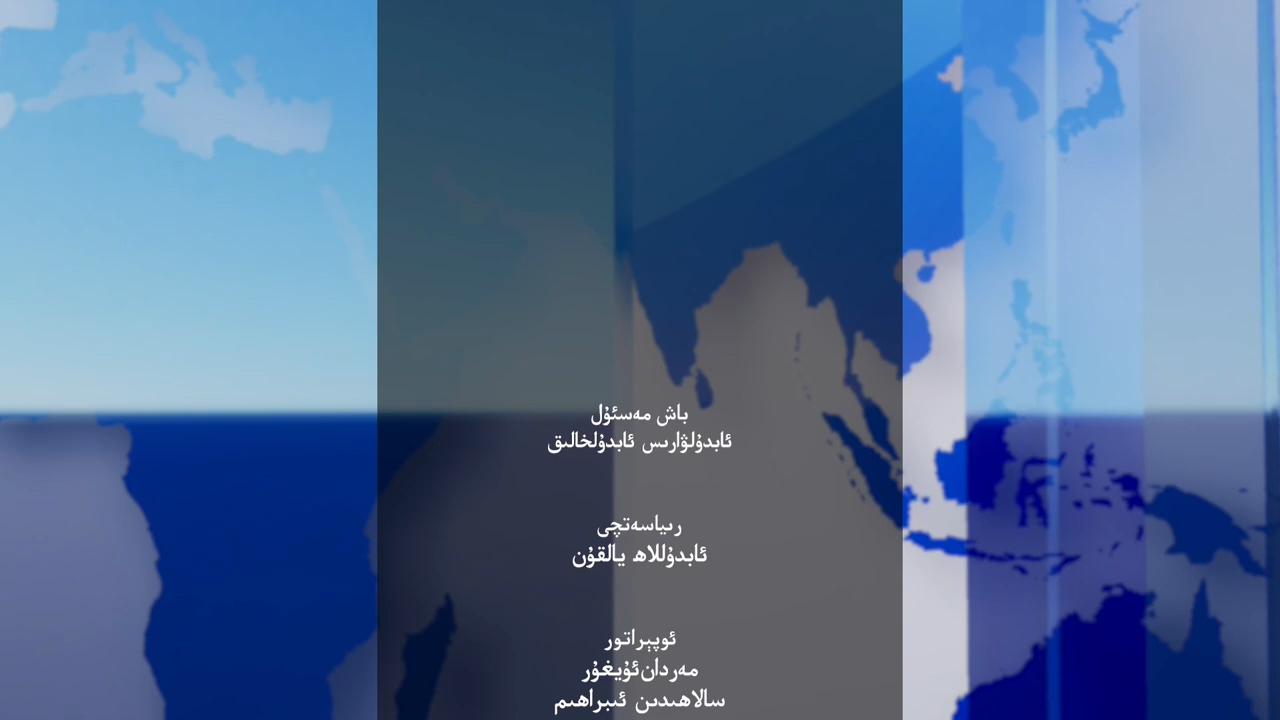 باش مەسئۇل
ئابدۇلۋارىس ئابدۇلخالىق
رىياسەتچى
ئابدۇللاھ يالقۇن
ئوپېراتور
مەردان ئۇيغۇر
سالاھىدىن ئىبراھىم